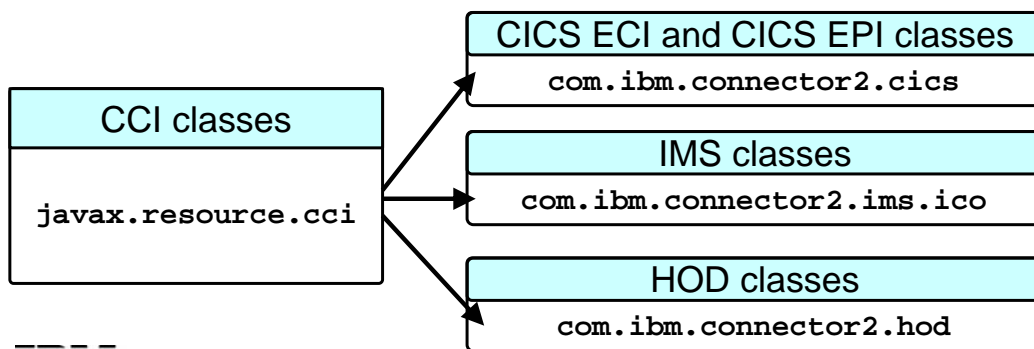 CCI classes
javax.resource.cci
CICS ECI and CICS EPI classes
com.ibm.connector2.cics
IMS classes
com.ibm.connector2.ims.ico
HOD classes
com.ibm.connector2.hod